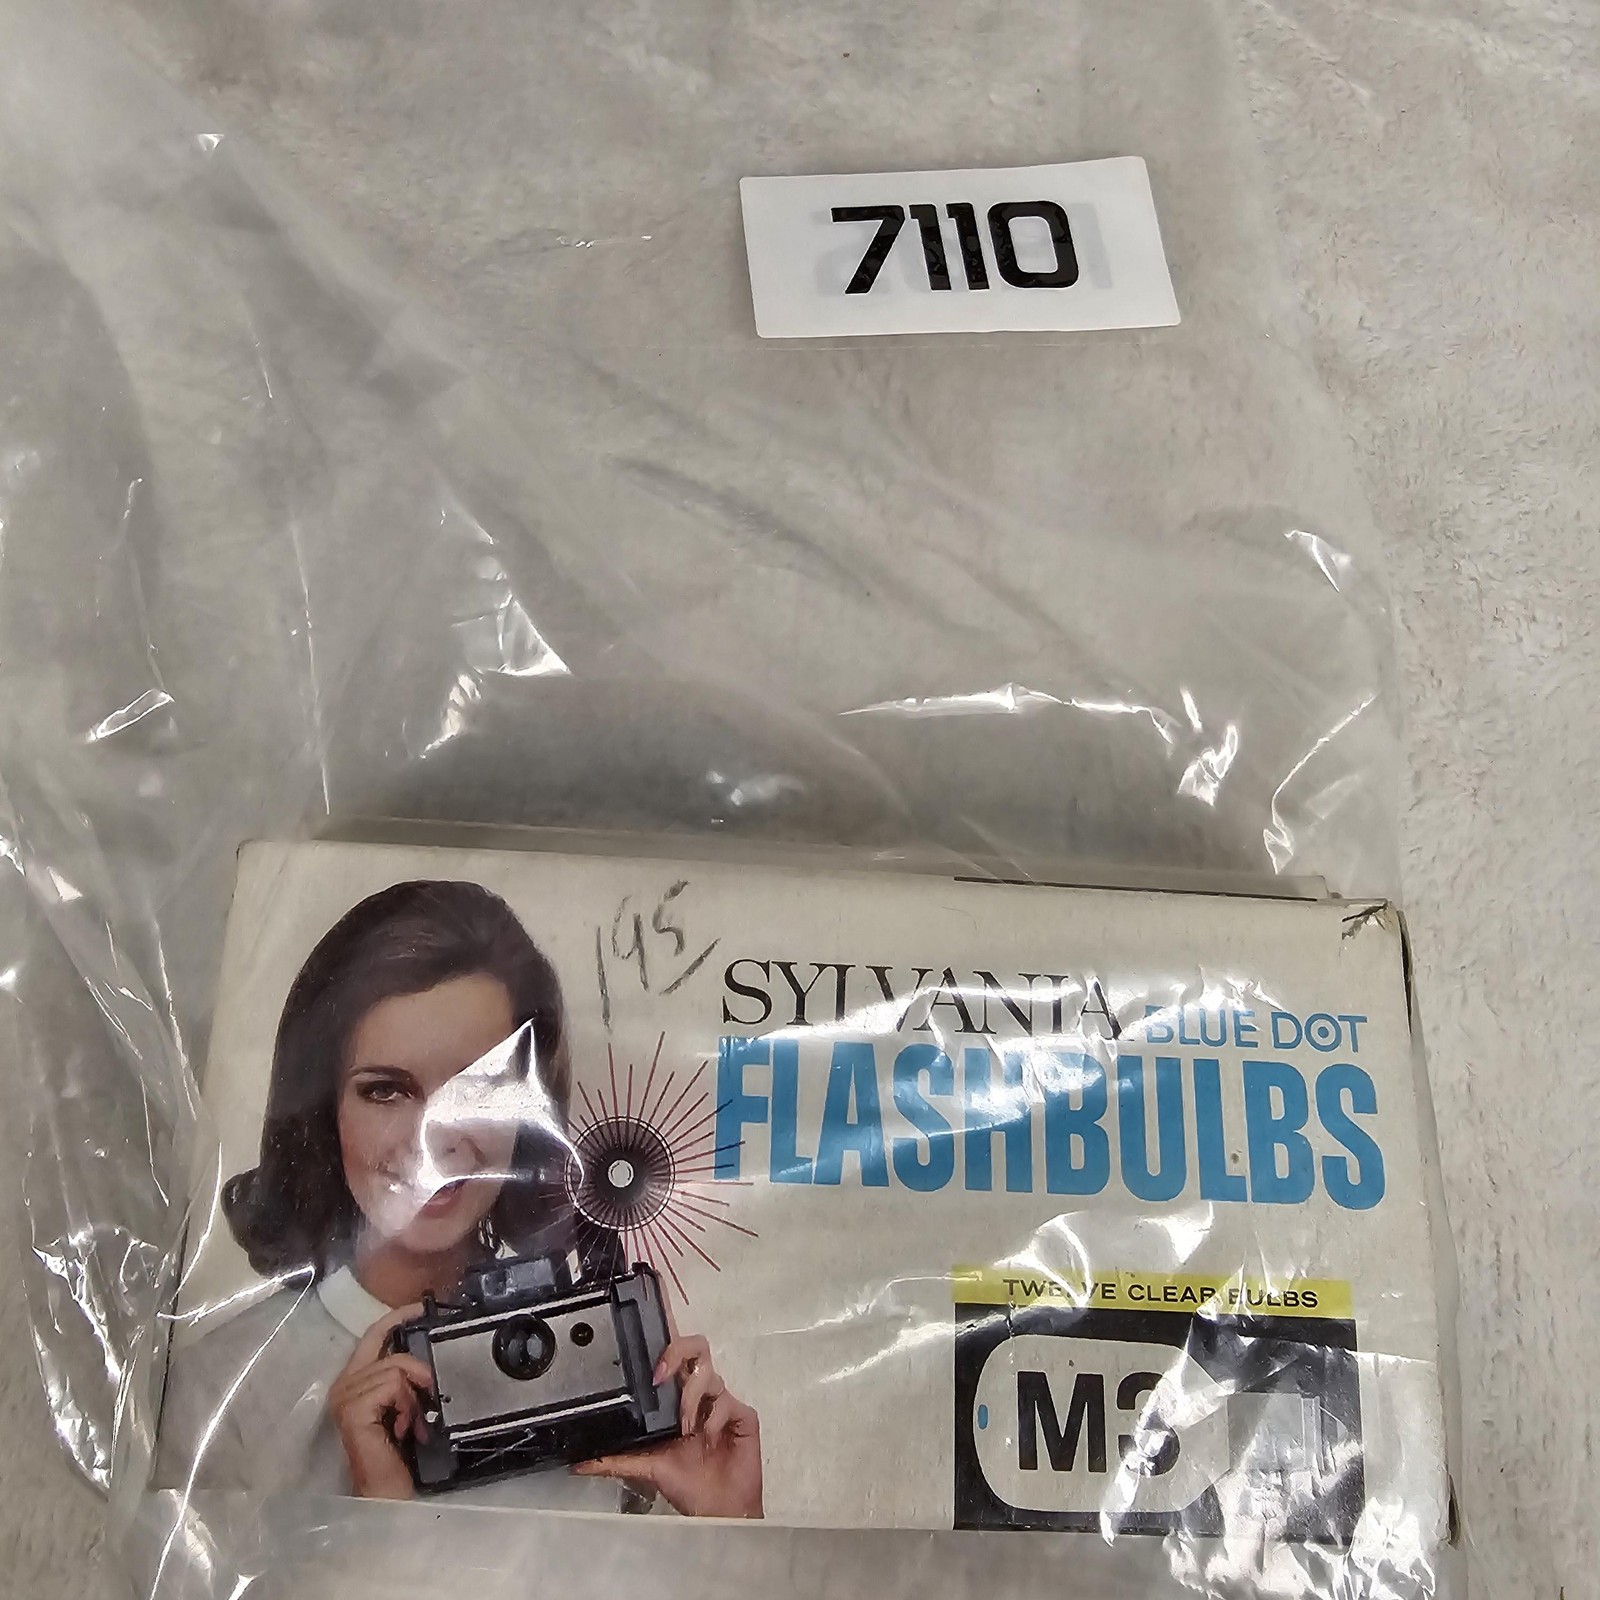 7110
195
SYLVANIA BLUE DOT
FLASHBULBS
TWELVE CLEAR BULBS
M3